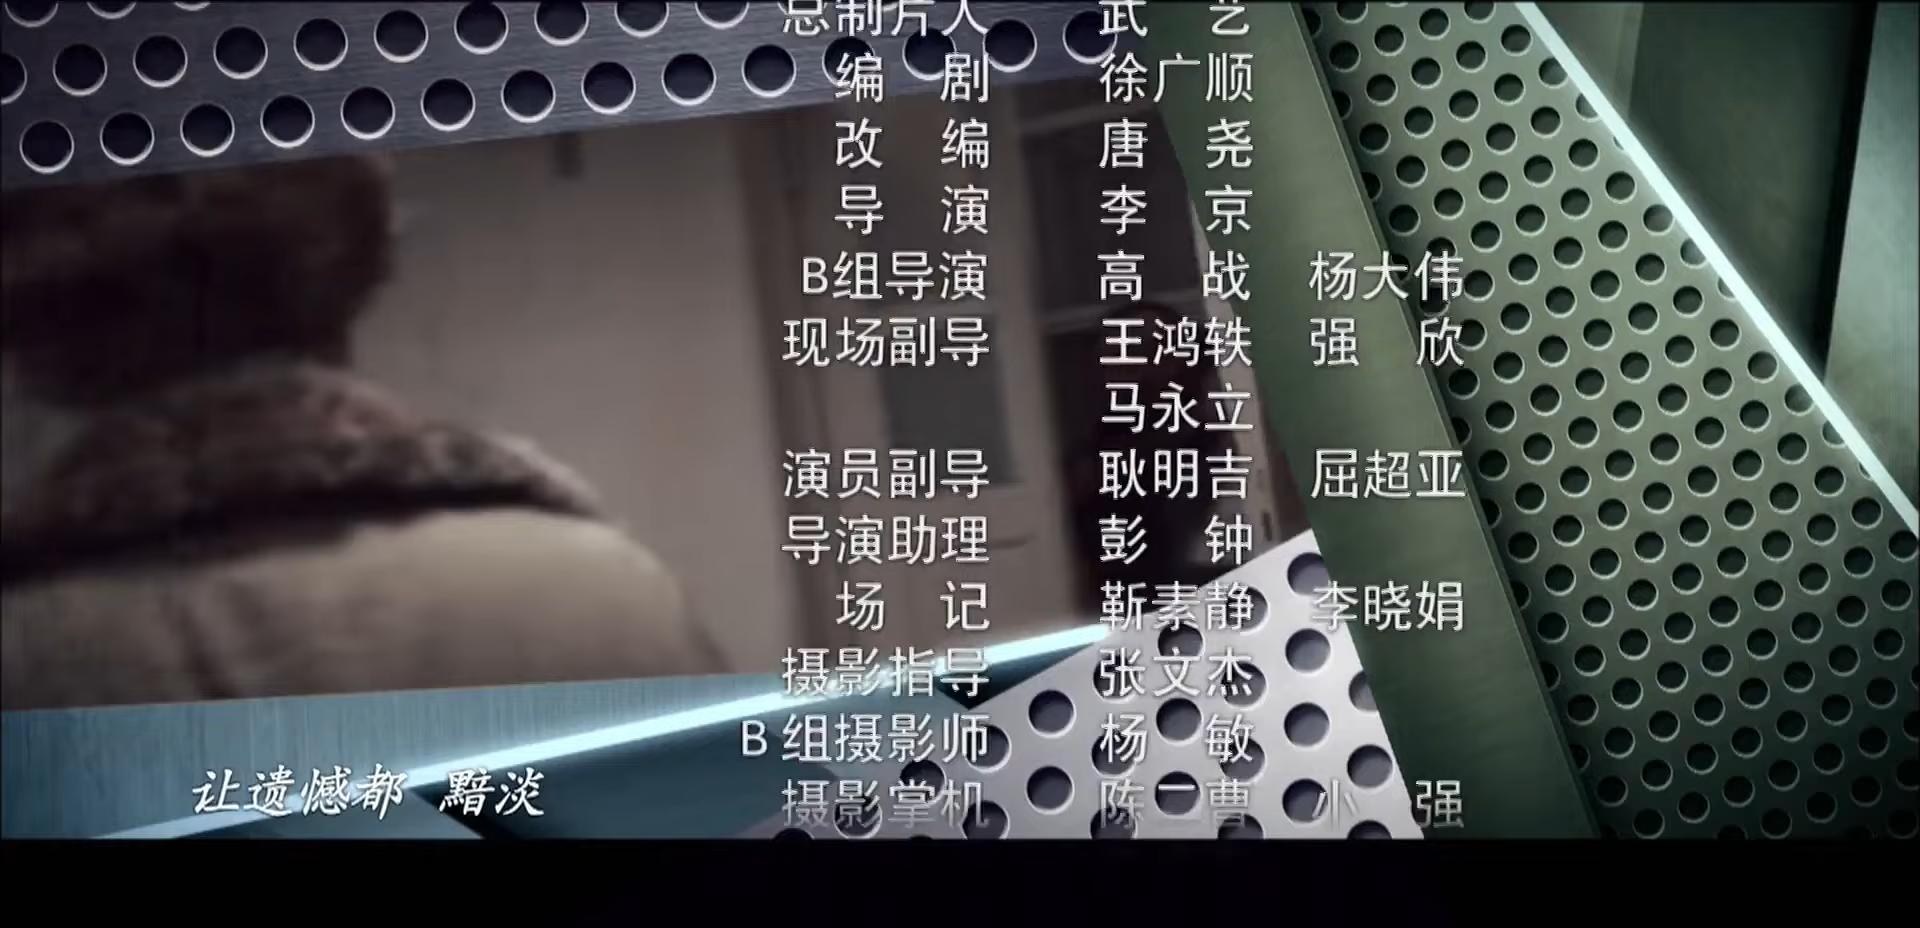 总制片人 武艺
编剧 徐广顺
改编 唐尧
导演 李京
B组导演 高战 杨大伟
现场副导 王鸿轶 强欣
马永立
演员副导 耿明吉 屈超亚
导演助理 彭钟
场记 靳素静 李晓娟
摄影指导 张文杰
B组摄影师 杨敏
摄影掌机 陈二曹 小强
让遗憾都 黯淡